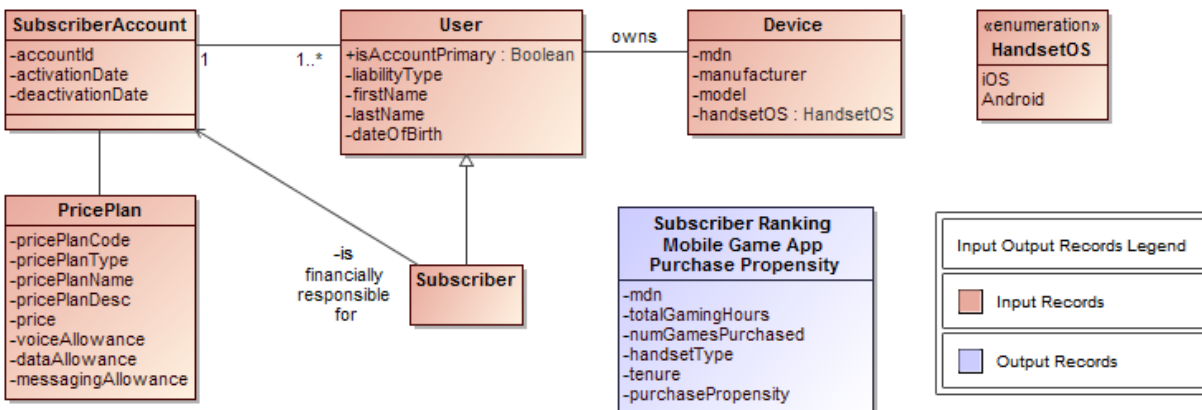 SubscriberAccount
-accountId
-activationDate
-deactivationDate
1
1..*
User
+isAccountPrimary : Boolean
-liabilityType
-firstName
-lastName
-dateOfBirth
owns
Device
-mdn
-manufacturer
-model
-handsetOS : HandsetOS
«enumeration»
HandsetOS
iOS
Android
PricePlan
-pricePlanCode
-pricePlanType
-pricePlanName
-pricePlanDesc
-price
-voiceAllowance
-dataAllowance
-messagingAllowance
-is
financially
responsible
for
Subscriber
Subscriber Ranking
Mobile Game App
Purchase Propensity
-mdn
-totalGamingHours
-numGamesPurchased
-handsetType
-tenure
-purchasePropensity
Input Output Records Legend
Input Records
Output Records